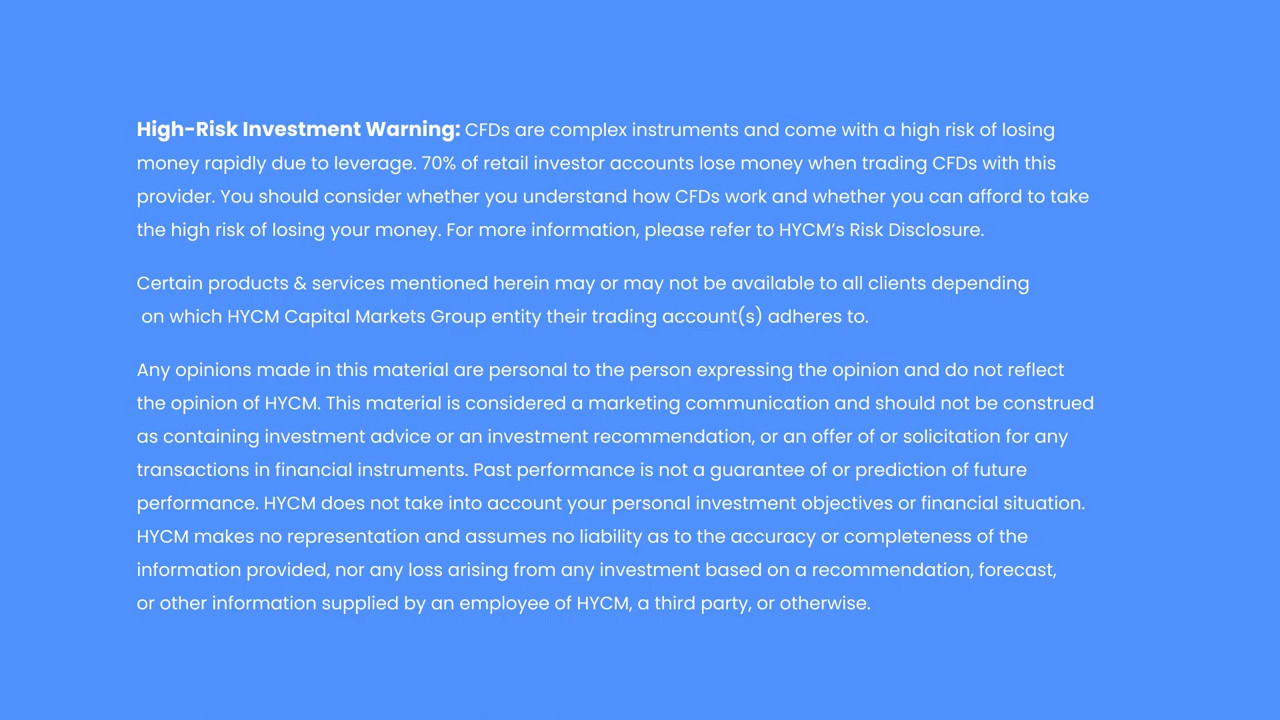 High-Risk Investment Warning: CFDs are complex instruments and come with a high risk of losing
money rapidly due to leverage. 70% of retail investor accounts lose money when trading CFDs with this
provider. You should consider whether you understand how CFDs work and whether you can afford to take
the high risk of losing your money. For more information, please refer to HYCM’s Risk Disclosure.
Certain products & services mentioned herein may or may not be available to all clients depending
on which HYCM Capital Markets Group entity their trading account(s) adheres to.
Any opinions made in this material are personal to the person expressing the opinion and do not reflect
the opinion of HYCM. This material is considered a marketing communication and should not be construed
as containing investment advice or an investment recommendation, or an offer of or solicitation for any
transactions in financial instruments. Past performance is not a guarantee of or prediction of future
performance. HYCM does not take into account your personal investment objectives or financial situation.
HYCM makes no representation and assumes no liability as to the accuracy or completeness of the
information provided, nor any loss arising from any investment based on a recommendation, forecast,
or other information supplied by an employee of HYCM, a third party, or otherwise.